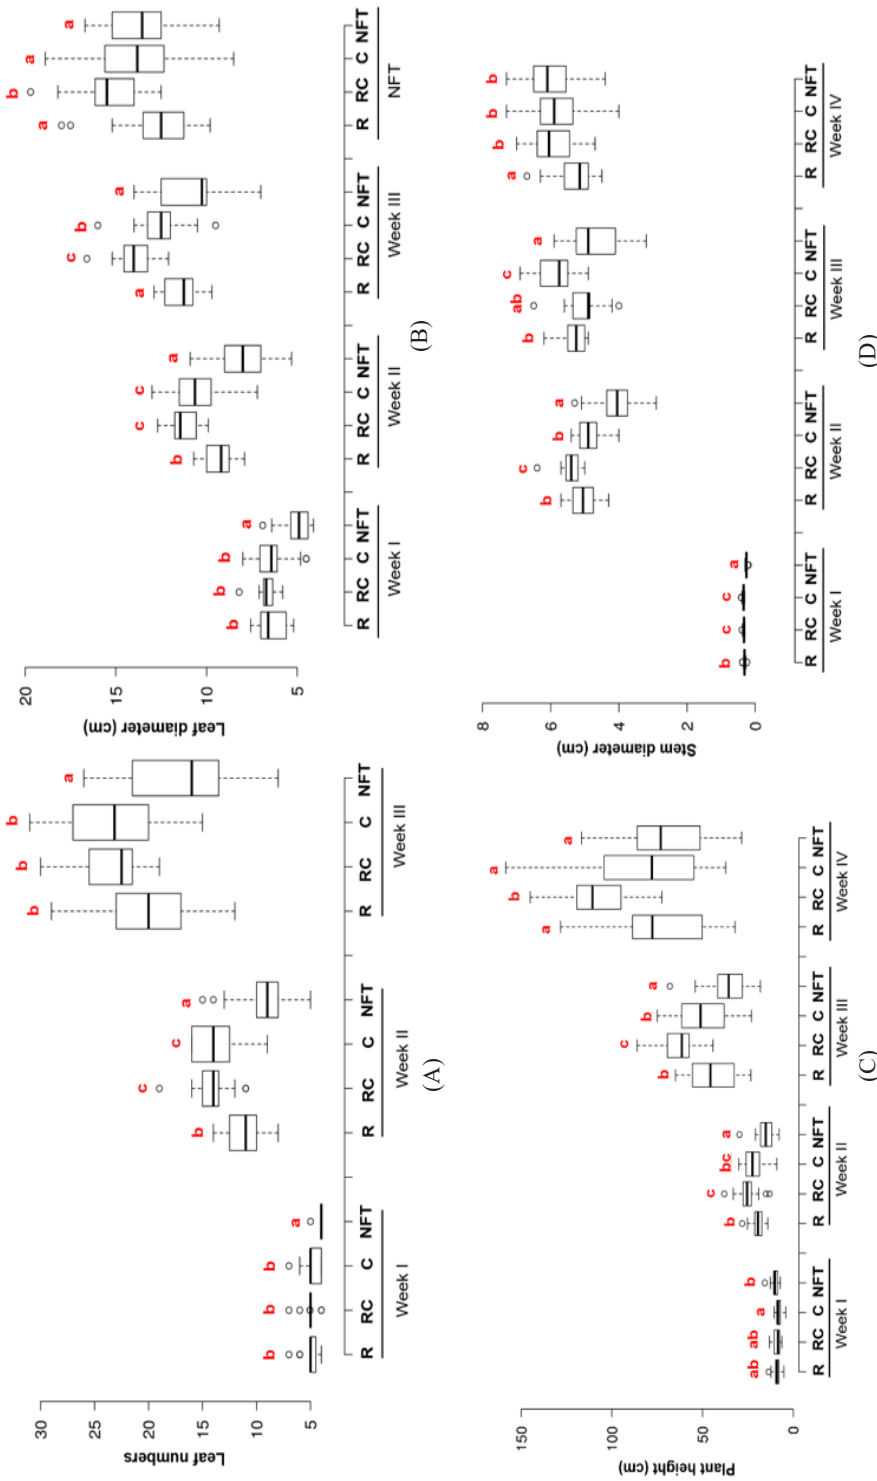 Leaf numbers
30
25
20
15
10
5
b b b a
b c c a
b b b a
R RC C NFT
R RC C NFT
R RC C NFT
Week I
Week II
Week III
(A)
Leaf diameter (cm)
20
15
10
5
b b b a
b c c a
a c b a
a b a a
R RC C NFT
R RC C NFT
R RC C NFT
R RC C NFT
Week I
Week II
Week III
NFT
(B)
Plant height (cm)
150
100
50
0
ab ab a b
b c bc a
b c b a
a b a a
R RC C NFT
R RC C NFT
R RC C NFT
R RC C NFT
Week I
Week II
Week III
Week IV
(C)
Stem diameter (cm)
8
6
4
2
0
b c c a
b c b a
b ab c a
a b b b
R RC C NFT
R RC C NFT
R RC C NFT
R RC C NFT
Week I
Week II
Week III
Week IV
(D)